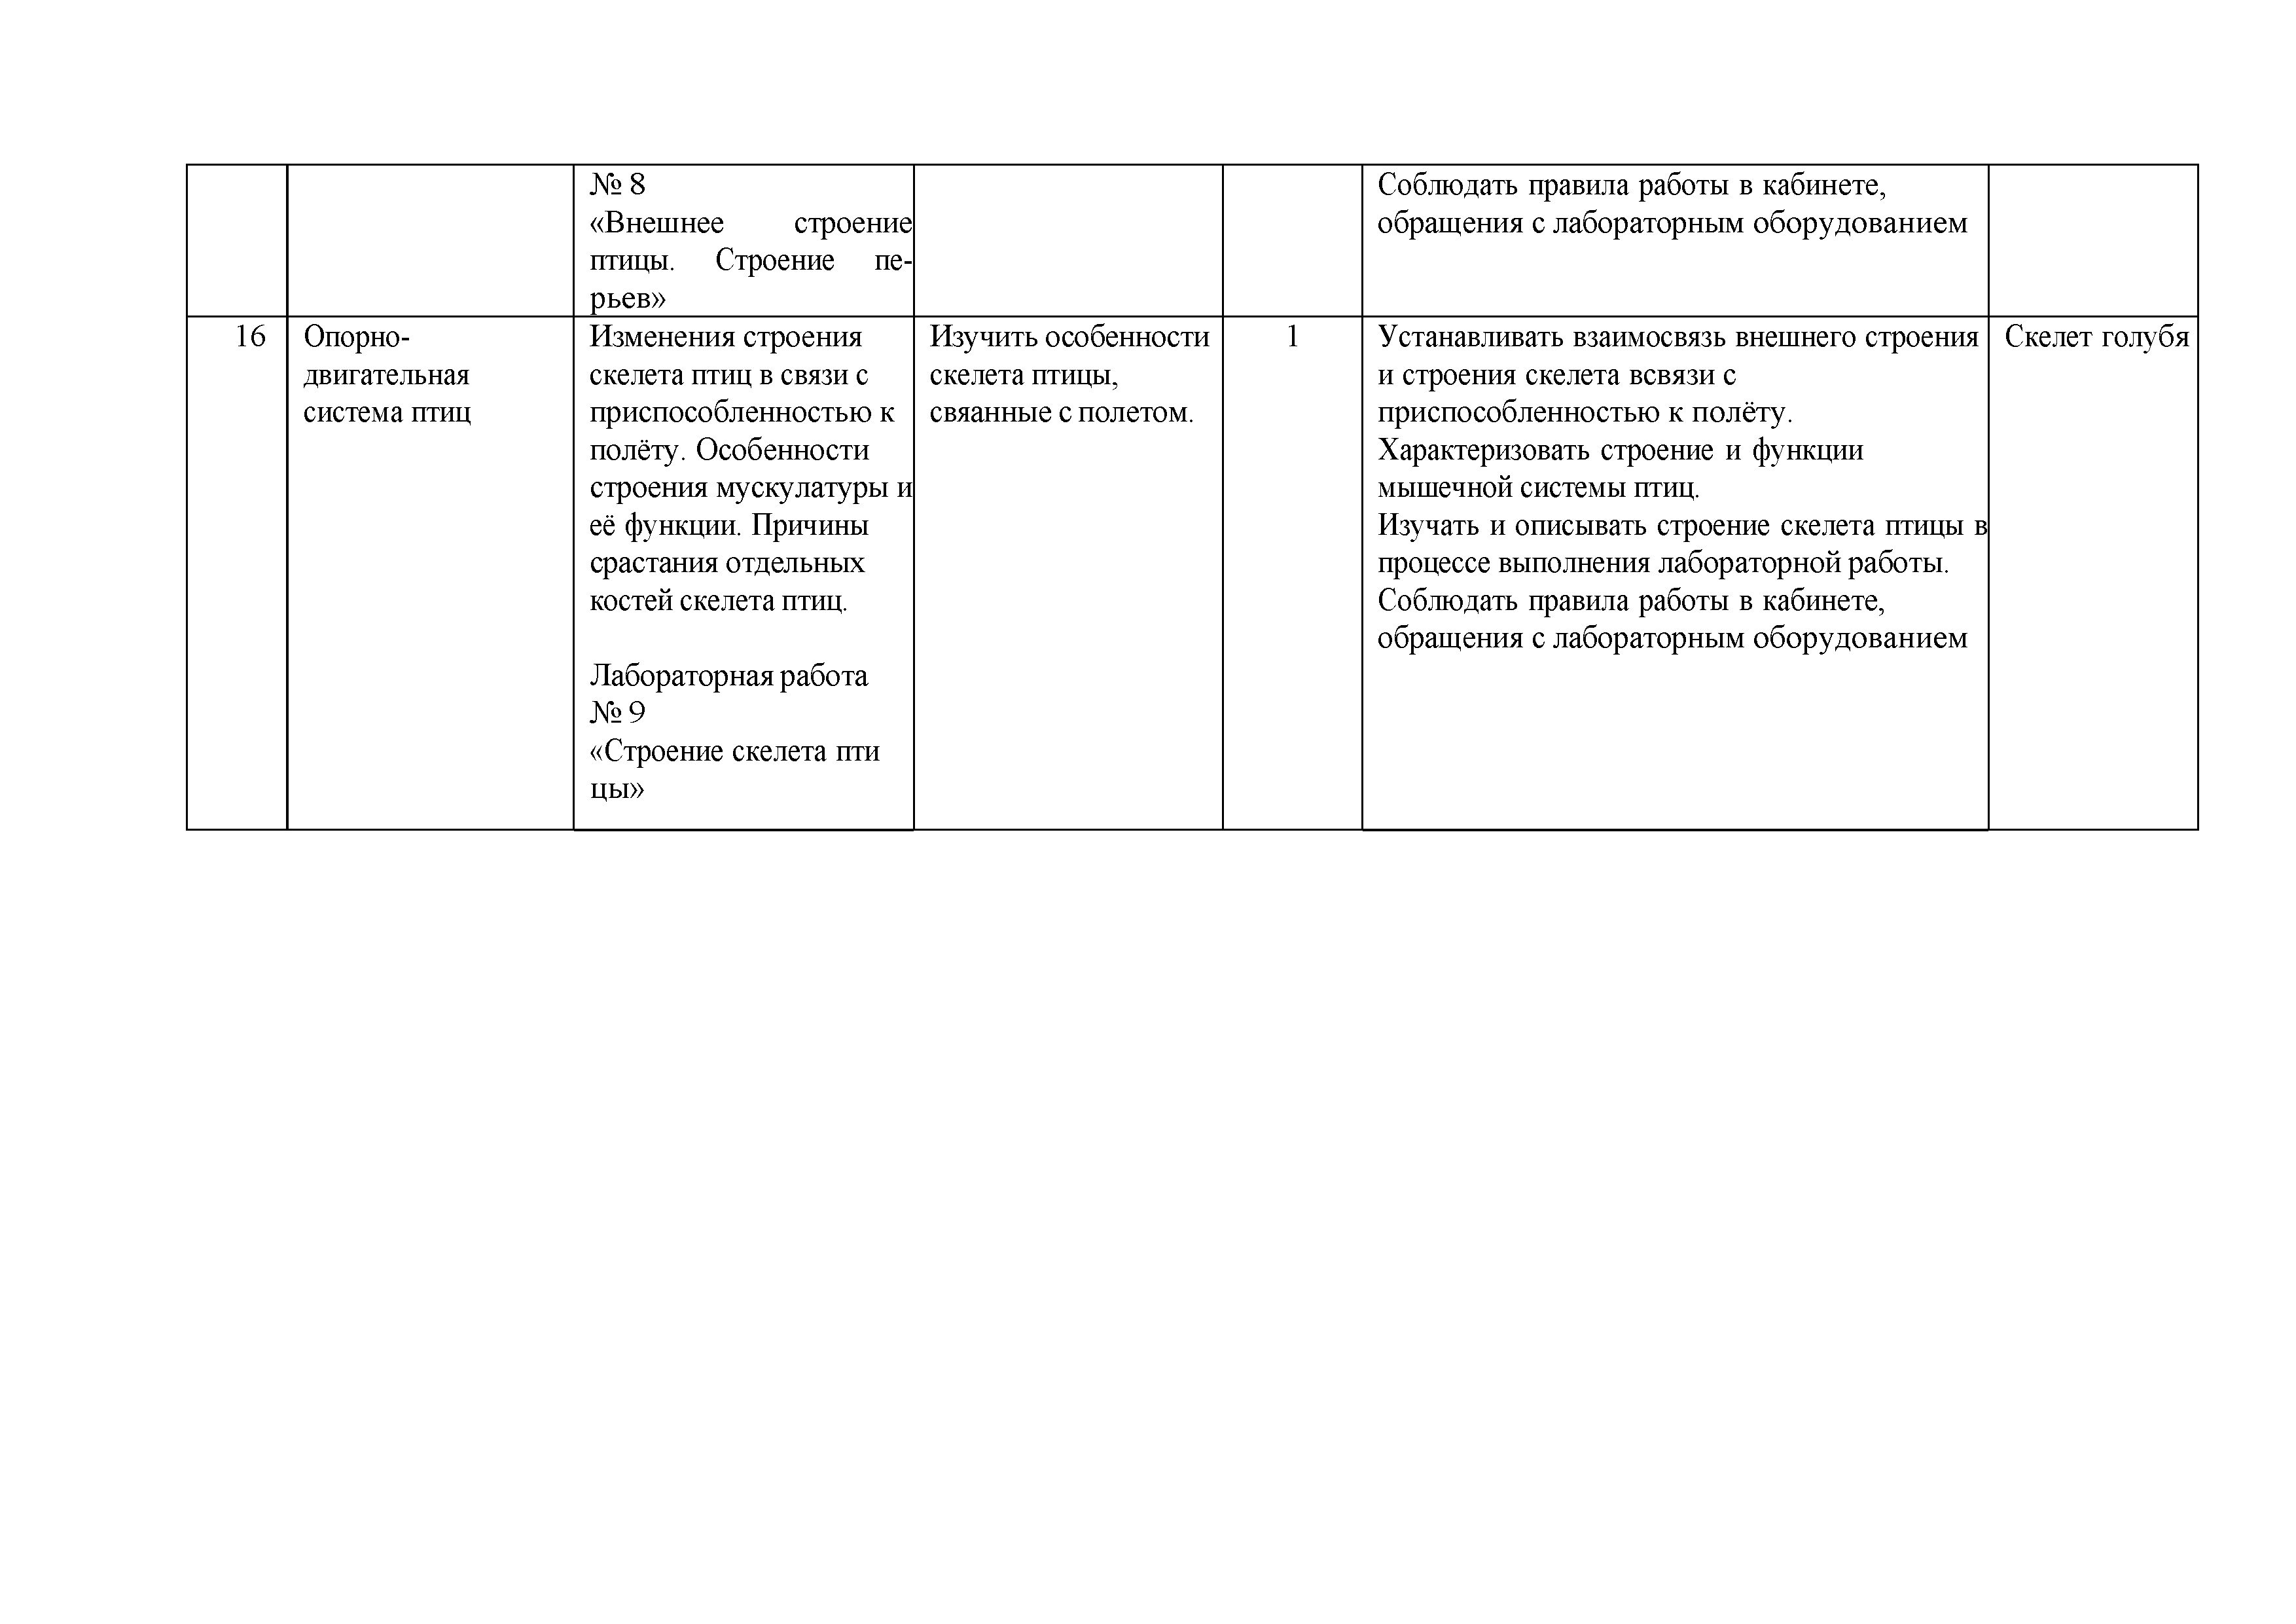 № 8
«Внешнее строение
птицы. Строение пе-
рьев»
Соблюдать правила работы в кабинете,
обращения с лабораторным оборудованием
16
Опорно-
двигательная
система птиц
Изменения строения
скелета птиц в связи с
приспособленностью к
полёту. Особенности
строения мускулатуры и
её функции. Причины
срастания отдельных
костей скелета птиц.
Лабораторная работа
№ 9
«Строение скелета пти
цы»
Изучить особенности
скелета птицы,
свяанные с полетом.
1
Устанавливать взаимосвязь внешнего строения
и строения скелета всвязи с
приспособленностью к полёту.
Характеризовать строение и функции
мышечной системы птиц.
Изучать и описывать строение скелета птицы в
процессе выполнения лабораторной работы.
Соблюдать правила работы в кабинете,
обращения с лабораторным оборудованием
Скелет голубя